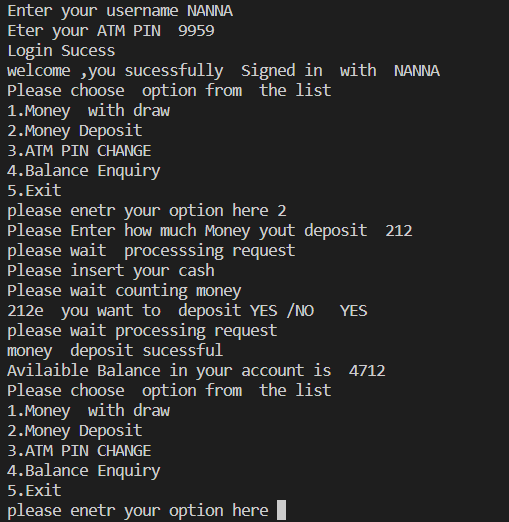 Enter your username NANNA
Eter your ATM PIN  9959
Login Sucess
welcome ,you sucessfully  Signed in  with  NANNA
Please choose  option from  the list
1.Money  with draw
2.Money Deposit
3.ATM PIN CHANGE
4.Balance Enquiry
5.Exit
please enetr your option here 2
Please Enter how much Money yout deposit  212
please wait  processsing request
Please insert your cash
Please wait counting money
212e  you want to  deposit YES /NO   YES
please wait processing request
money  deposit sucessful
Avilaible Balance in your account is  4712
Please choose  option from  the list
1.Money  with draw
2.Money Deposit
3.ATM PIN CHANGE
4.Balance Enquiry
5.Exit
please enetr your option here